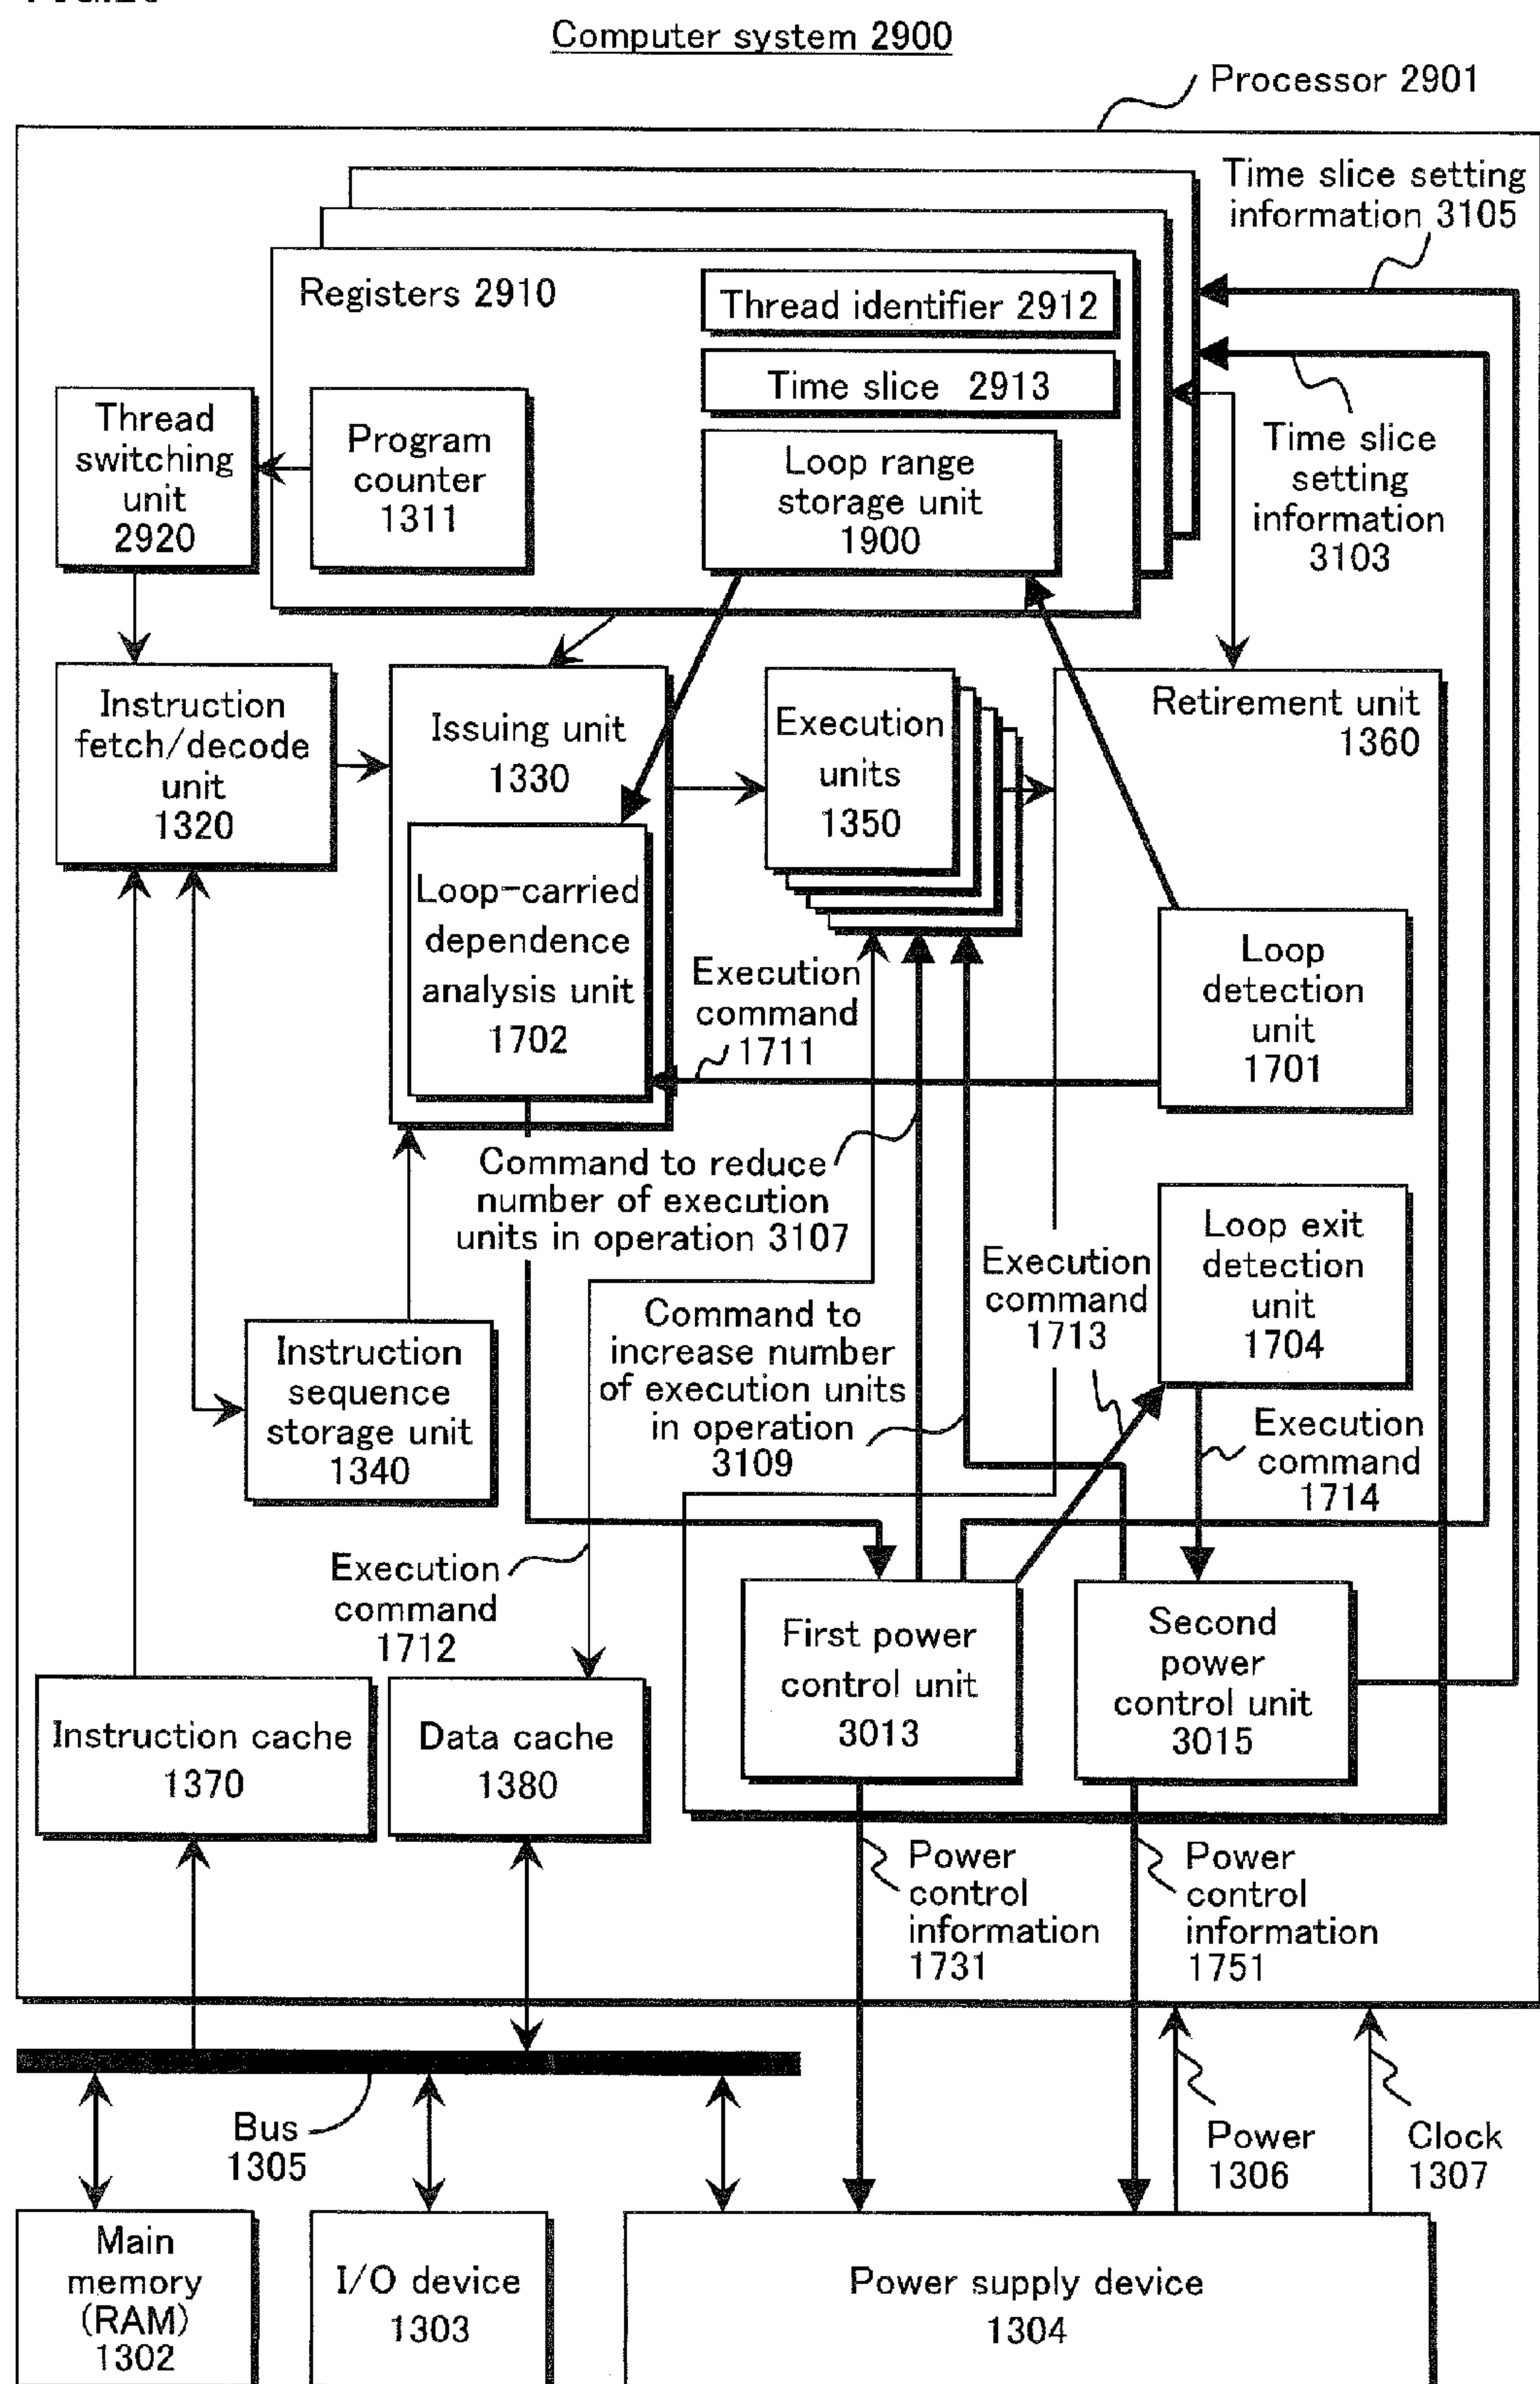 Computer system 2900
Processor 2901
Time slice setting
information 3105
Registers 2910
Thread identifier 2912
Time slice 2913
Thread
switching
unit
2920
Program
counter
1311
Loop range
storage unit
1900
Time slice
setting
information
3103
Instruction
fetch/decode
unit
1320
Issuing unit
1330
Execution
units
1350
Retirement unit
1360
Loop-carried
dependence
analysis unit
1702
Execution
command
1711
Loop
detection
unit
1701
Command to reduce
number of execution
units in operation 3107
Execution
command
1713
Loop exit
detection
unit
1704
Command to
increase number
of execution units
in operation
3109
Instruction
sequence
storage unit
1340
Execution
command
1714
Execution
command
1712
First power
control unit
3013
Second
power
control unit
3015
Instruction cache
1370
Data cache
1380
Power
control
information
1731
Power
control
information
1751
Bus
1305
Power
1306
Clock
1307
Main
memory
(RAM)
1302
I/O device
1303
Power supply device
1304